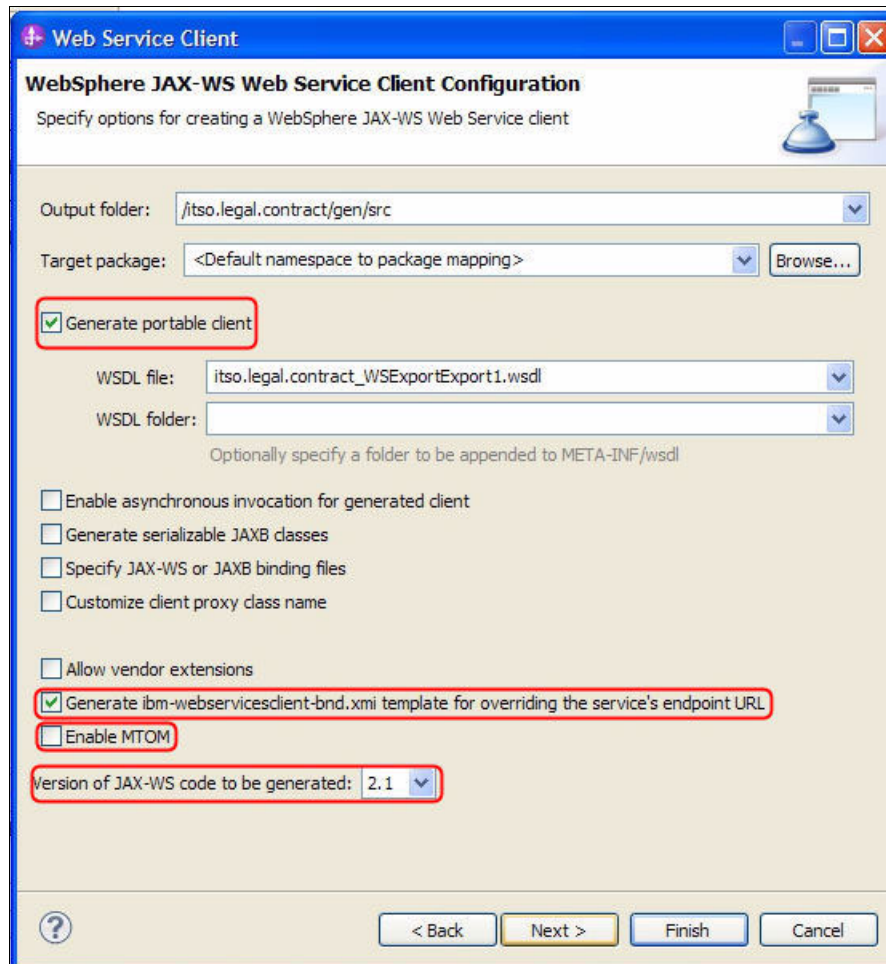 Web Service Client
WebSphere JAX-WS Web Service Client Configuration
Specify options for creating a WebSphere JAX-WS Web Service client
Output folder: /itso.legal.contract/gen/src
Target package: <Default namespace to package mapping> Browse...
Generate portable client
WSDL file: itso.legal.contract_WSExportExport1.wsdl
WSDL folder:
Optionally specify a folder to be appended to META-INF/wsdl
Enable asynchronous invocation for generated client
Generate serializable JAXB classes
Specify JAX-WS or JAXB binding files
Customize client proxy class name
Allow vendor extensions
Generate ibm-webservicesclient-bnd.xmi template for overriding the service's endpoint URL
Enable MTOM
Version of JAX-WS code to be generated: 2.1
? < Back Next > Finish Cancel